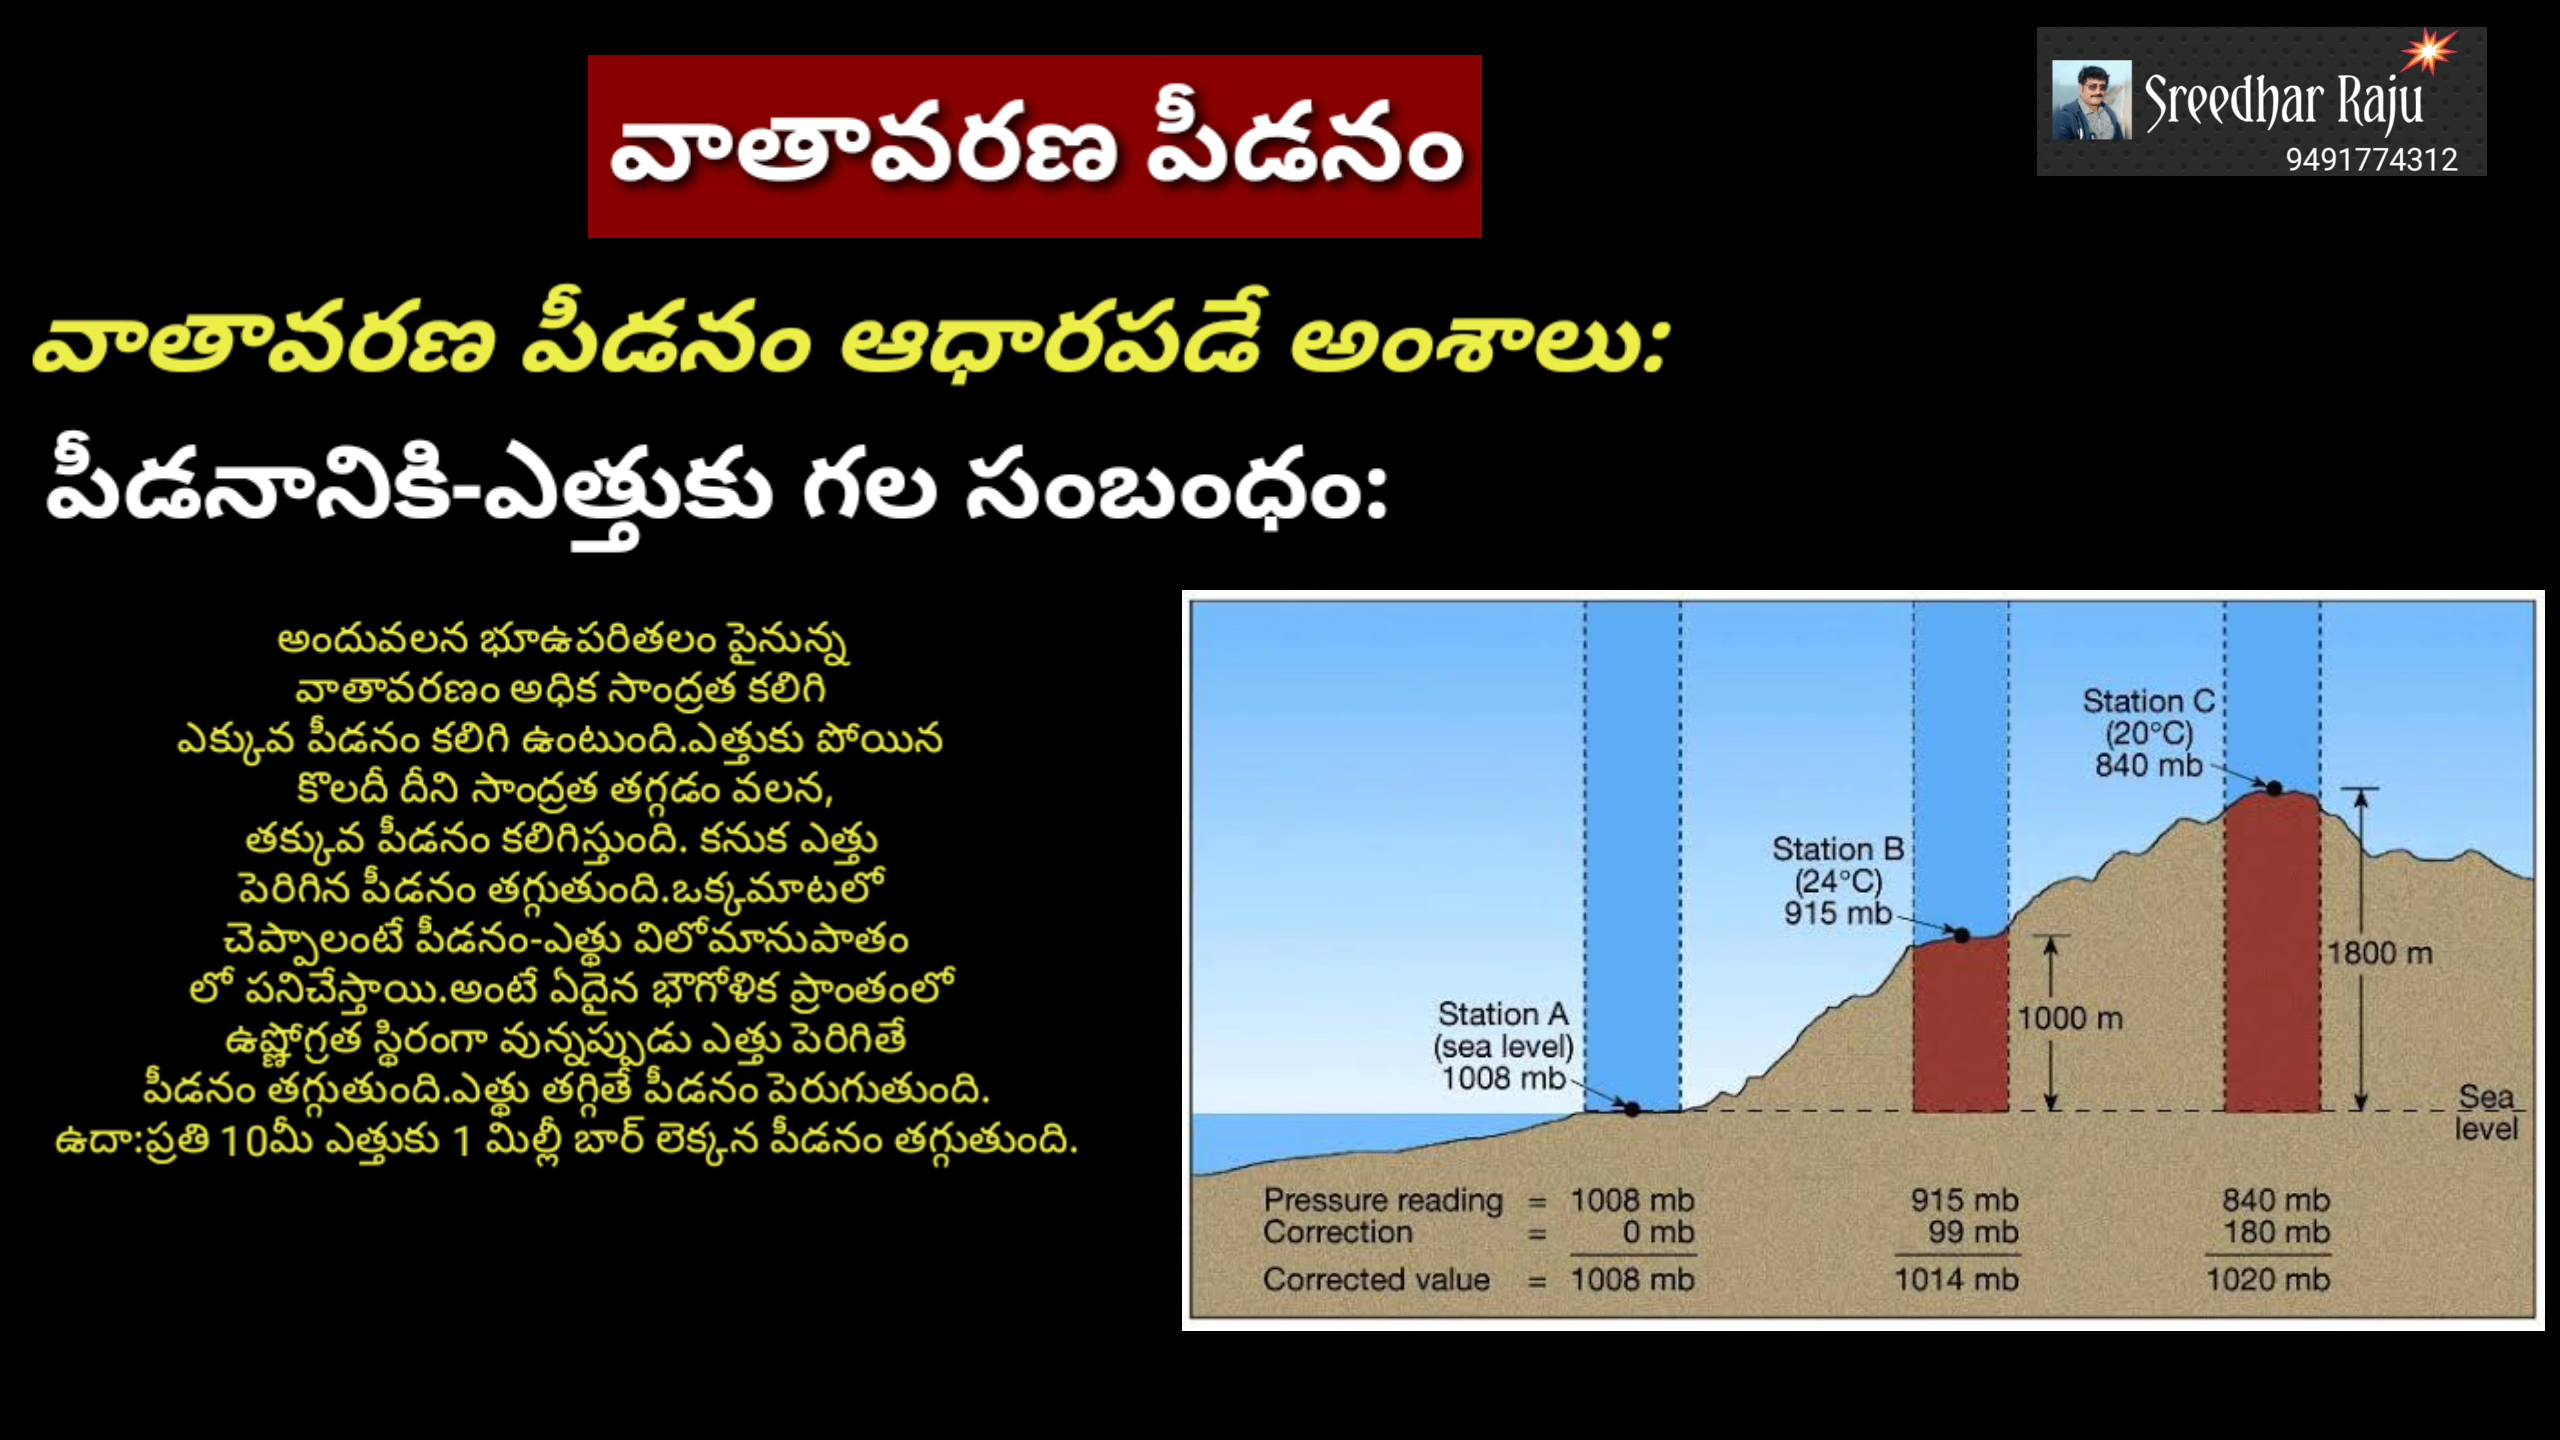 వాతావరణ పీడనం
Sreedhar Raju
9491774312
వాతావరణ పీడనం ఆధారపడే అంశాలు:
పీడనానికి-ఎత్తుకు గల సంబంధం:
అందువలన భూఉపరితలం పైనున్న
వాతావరణం అధిక సాంద్రత కలిగి
ఎక్కువ పీడనం కలిగి ఉంటుంది.ఎత్తుకు పోయిన
కొలదీ దీని సాంద్రత తగ్గడం వలన,
తక్కువ పీడనం కలిగిస్తుంది. కనుక ఎత్తు
పెరిగిన పీడనం తగ్గుతుంది.ఒక్కమాటలో
చెప్పాలంటే పీడనం-ఎత్థు విలోమానుపాతం
లో పనిచేస్తాయి.అంటే ఏదైన భౌగోళిక ప్రాంతంలో
ఉష్ణోగ్రత స్థిరంగా వున్నప్పుడు ఎత్తు పెరిగితే
పీడనం తగ్గుతుంది.ఎత్థు తగ్గితే పీడనం పెరుగుతుంది.
ఉదా:ప్రతి 10మీ ఎత్తుకు 1 మిల్లీ బార్ లెక్కన పీడనం తగ్గుతుంది.
Station C
(20°C)
840 mb
Station B
(24°C)
915 mb
1800 m
Station A
(sea level)
1008 mb
1000 m
Sea
level
Pressure reading = 1008 mb 915 mb 840 mb
Correction = 0 mb 99 mb 180 mb
Corrected value = 1008 mb 1014 mb 1020 mb